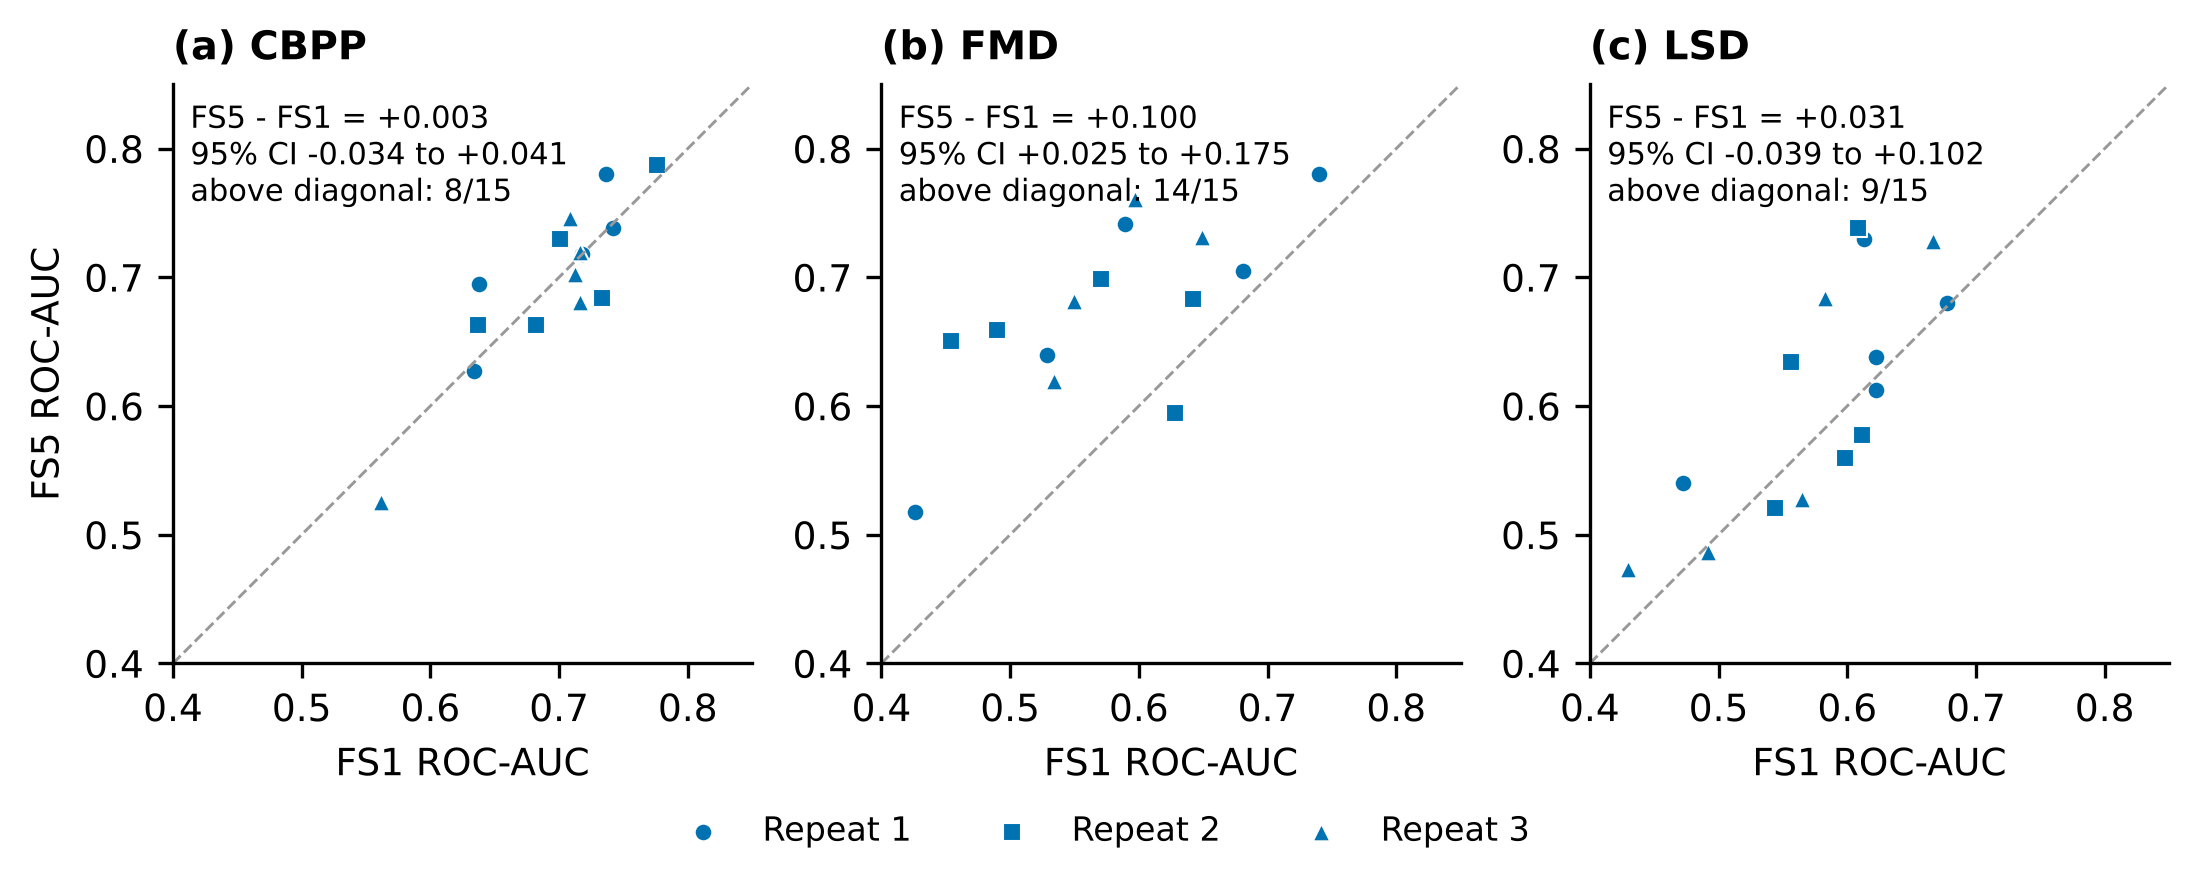 (a) CBPP
FS5 - FS1 = +0.003
95% CI -0.034 to +0.041
above diagonal: 8/15
0.8
0.7
0.6
0.5
0.4
FS5 ROC-AUC
0.4 0.5 0.6 0.7 0.8
FS1 ROC-AUC
(b) FMD
FS5 - FS1 = +0.100
95% CI +0.025 to +0.175
above diagonal: 14/15
0.8
0.7
0.6
0.5
0.4
0.4 0.5 0.6 0.7 0.8
FS1 ROC-AUC
(c) LSD
FS5 - FS1 = +0.031
95% CI -0.039 to +0.102
above diagonal: 9/15
0.8
0.7
0.6
0.5
0.4
0.4 0.5 0.6 0.7 0.8
FS1 ROC-AUC
Repeat 1 Repeat 2 Repeat 3